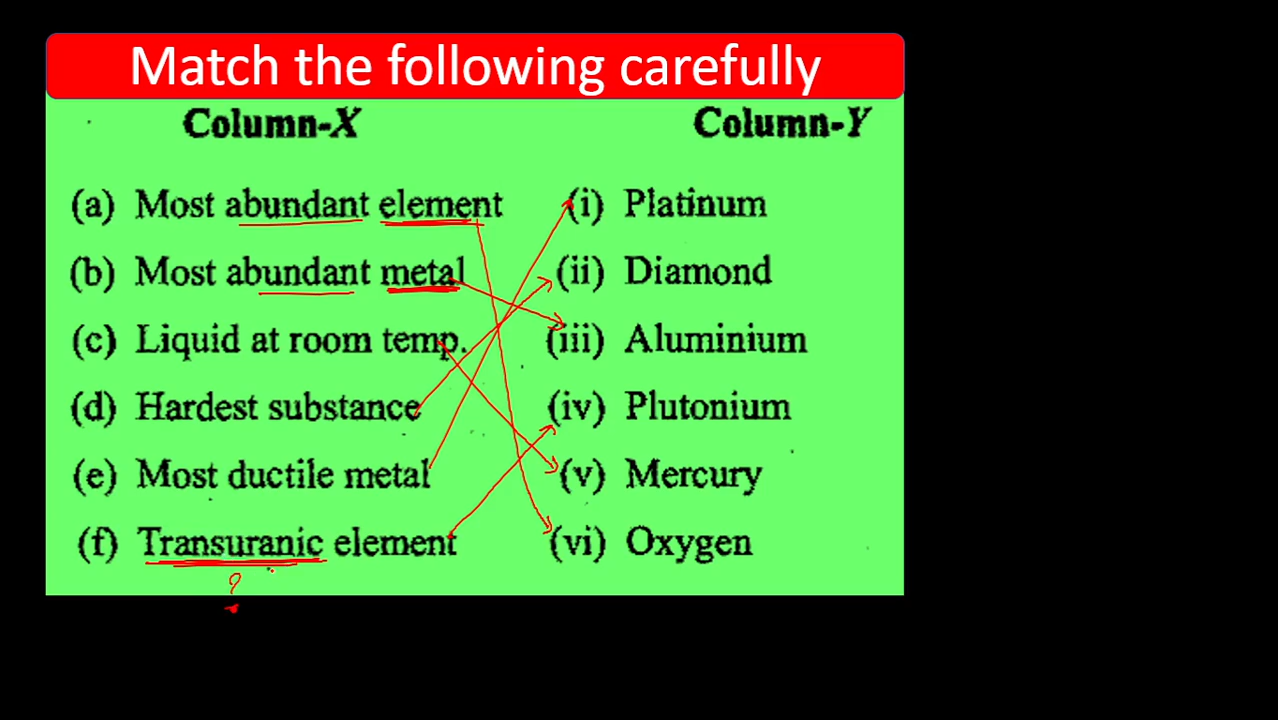 Match the following carefully
Column-X Column-Y
(a) Most abundant element (i) Platinum
(b) Most abundant metal (ii) Diamond
(c) Liquid at room temp. (iii) Aluminium
(d) Hardest substance (iv) Plutonium
(e) Most ductile metal (v) Mercury
(f) Transuranic element (vi) Oxygen
?